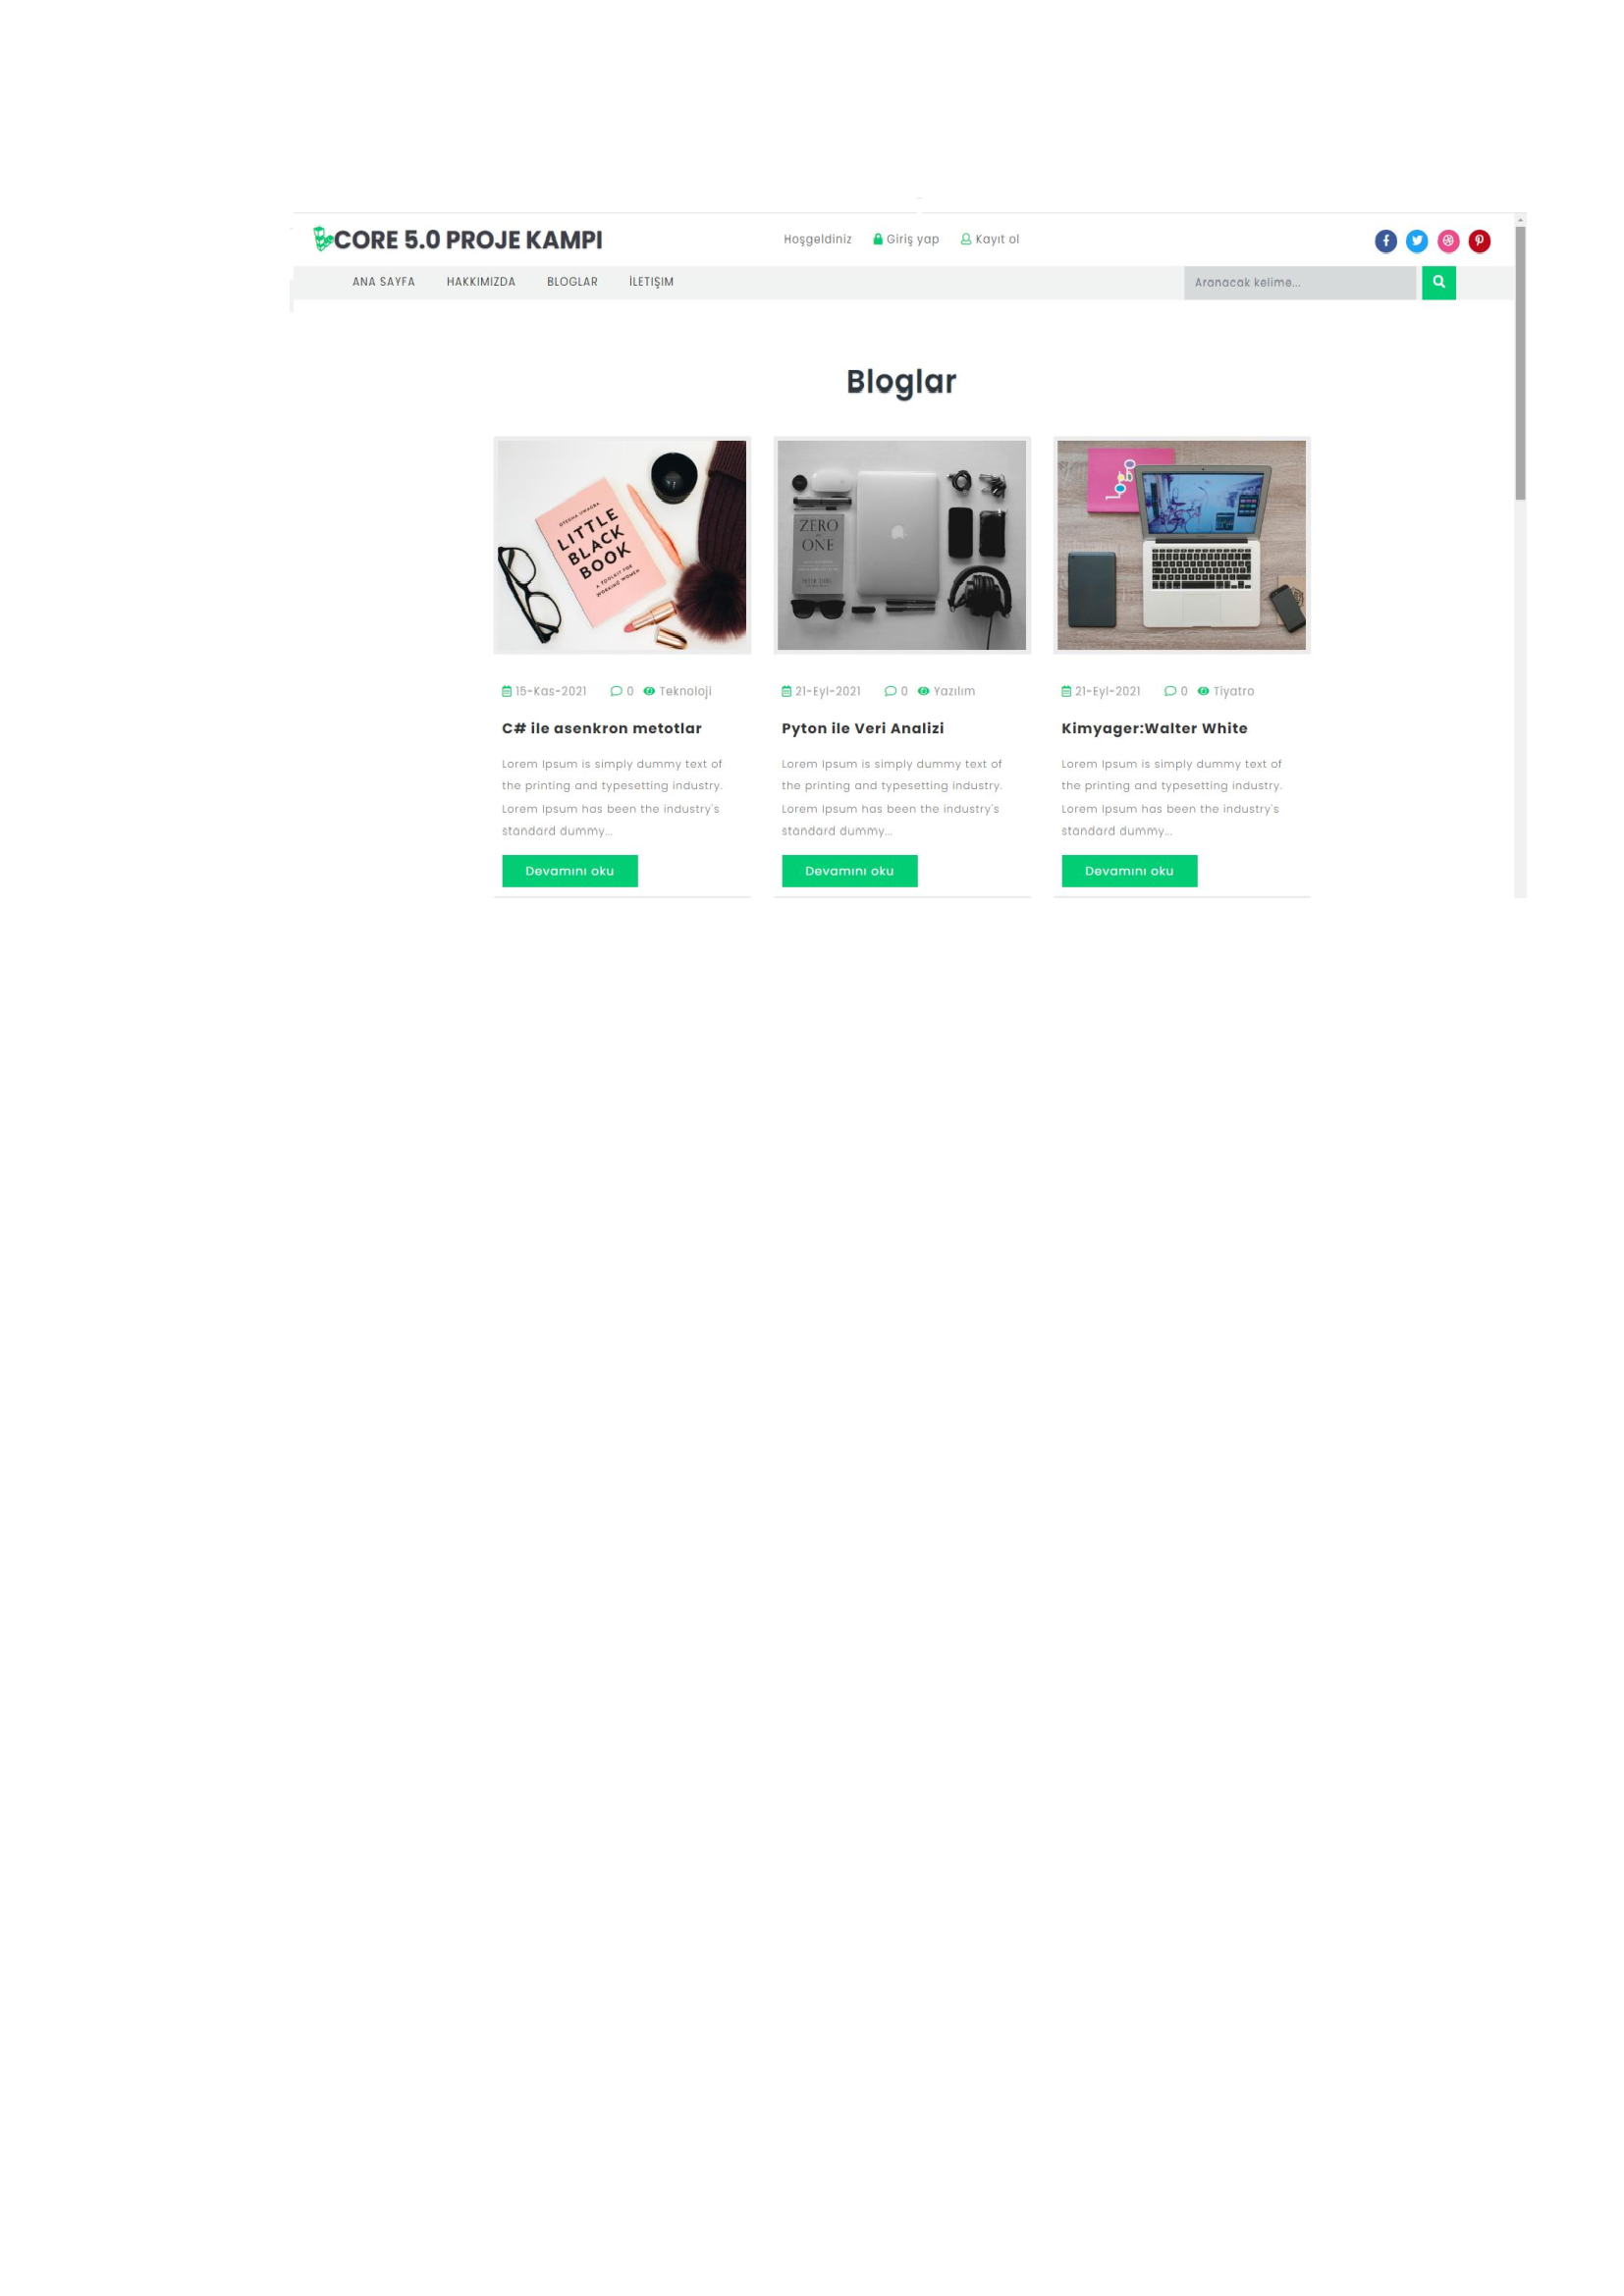 CORE 5.0 PROJE KAMPI
Hoşgeldiniz Giriş yap Kayıt ol
ANA SAYFA HAKKIMIZDA BLOGLAR İLETIŞIM
Aranacak kelime...
Bloglar
LITTLE
BLACK
BOOK
A TOOLKIT FOR
WORKING WOMEN
ZERO
ONE
15-Kas-2021 0 Teknoloji
C# ile asenkron metotlar
Lorem Ipsum is simply dummy text of
the printing and typesetting industry.
Lorem Ipsum has been the industry's
standard dummy...
Devamını oku
21-Eyl-2021 0 Yazılım
Pyton ile Veri Analizi
Lorem Ipsum is simply dummy text of
the printing and typesetting industry.
Lorem Ipsum has been the industry's
standard dummy...
Devamını oku
21-Eyl-2021 0 Tiyatro
Kimyager:Walter White
Lorem Ipsum is simply dummy text of
the printing and typesetting industry.
Lorem Ipsum has been the industry's
standard dummy...
Devamını oku